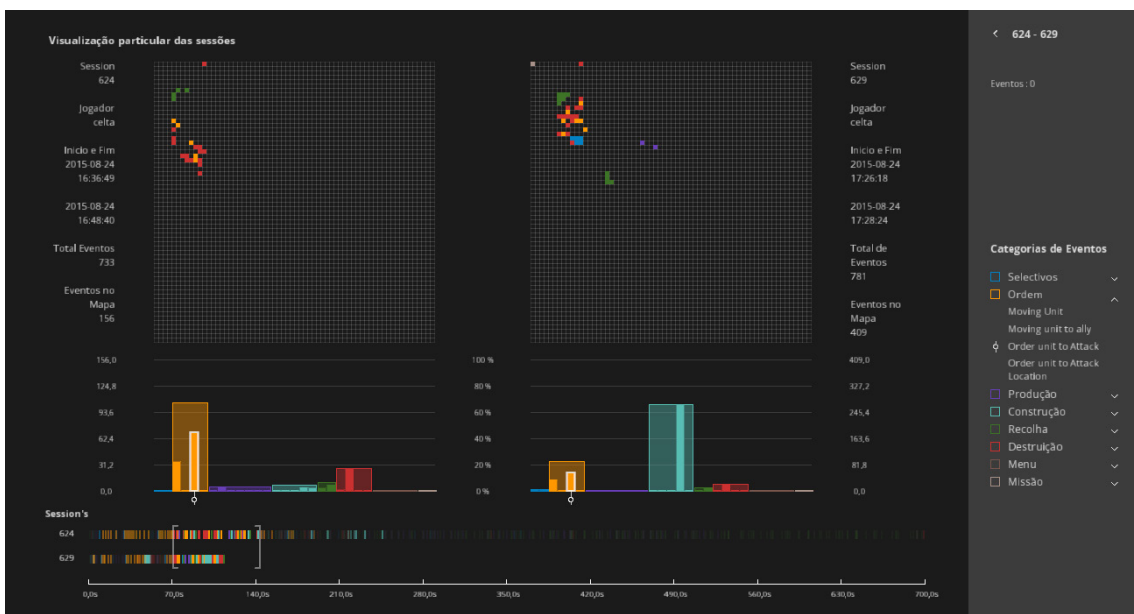 Visualização particular das sessões
Session
624
Jogador
celta
Inicio e Fim
2015-08-24
16:36:49
2015-08-24
16:48:40
Total Eventos
733
Eventos no
Mapa
156
Session
629
Jogador
celta
Inicio e Fim
2015-08-24
17:26:18
2015-08-24
17:28:24
Total de
Eventos
781
Eventos no
Mapa
409
156,0
124,8
93,6
62,4
31,2
0,0
100 %
80 %
60 %
40 %
20 %
0 %
409,0
327,2
245,4
163,6
81,8
0,0
Session's
624
629
0,0s 70,0s 140,0s 210,0s 280,0s 350,0s 420,0s 490,0s 560,0s 630,0s 700,0s
624 - 629
Eventos : 0
Categorias de Eventos
Selectivos
Ordem
Moving Unit
Moving unit to ally
Order unit to Attack
Order unit to Attack
Location
Produção
Construção
Recolha
Destruição
Menu
Missão